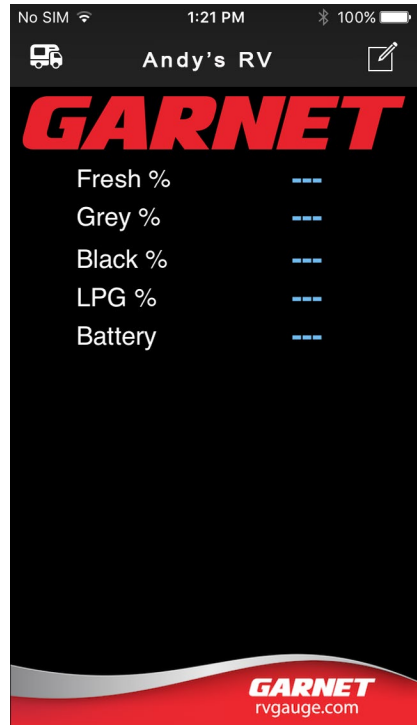 No SIM 1:21 PM 100%
Andy's RV
GARNET
Fresh % ---
Grey % ---
Black % ---
LPG % ---
Battery ---
GARNET
rvgauge.com